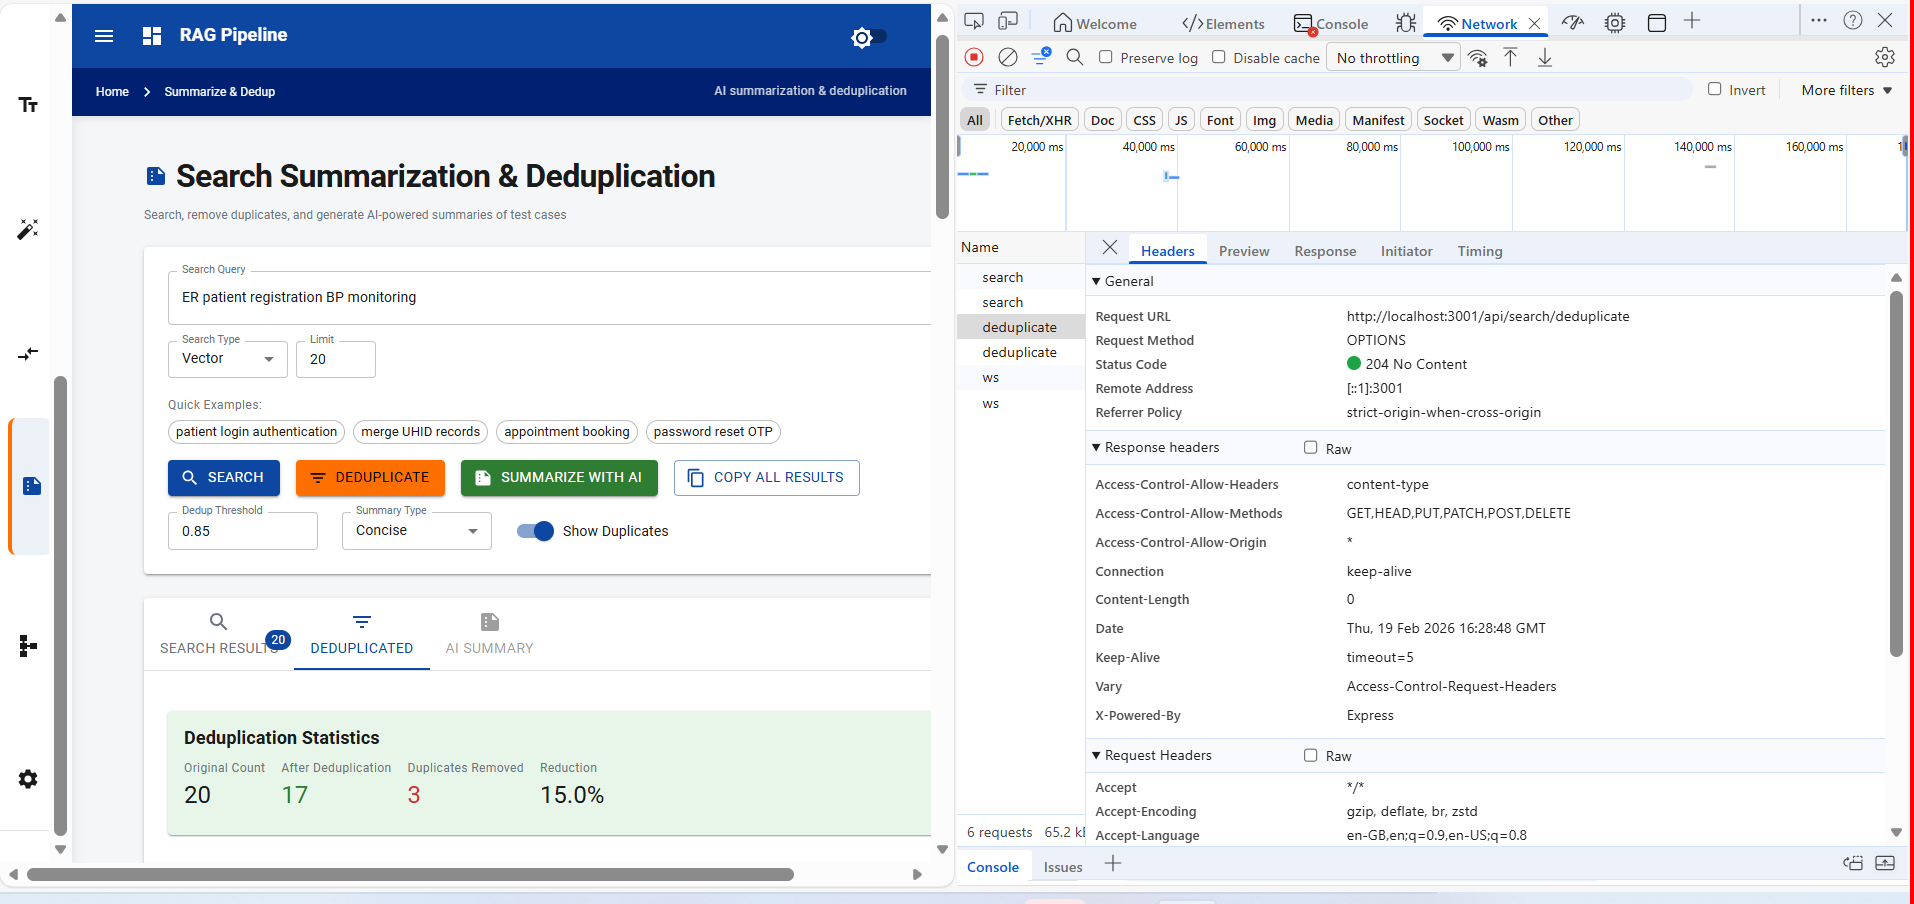 RAG Pipeline
Home
Summarize & Dedup
AI summarization & deduplication
Search Summarization & Deduplication
Search, remove duplicates, and generate AI-powered summaries of test cases
Search Query
ER patient registration BP monitoring
Search Type
Vector
Limit
20
Quick Examples:
patient login authentication
merge UHID records
appointment booking
password reset OTP
SEARCH
DEDUPLICATE
SUMMARIZE WITH AI
COPY ALL RESULTS
Dedup Threshold
0.85
Summary Type
Concise
Show Duplicates
SEARCH RESULTS
20
DEDUPLICATED
AI SUMMARY
Deduplication Statistics
Original Count After Deduplication Duplicates Removed Reduction
20 17 3 15.0%
Welcome
Elements
Console
Network
Preserve log
Disable cache
No throttling
Filter
Invert
More filters
All Fetch/XHR Doc CSS JS Font Img Media Manifest Socket Wasm Other
20,000 ms 40,000 ms 60,000 ms 80,000 ms 100,000 ms 120,000 ms 140,000 ms 160,000 ms
Name
search
search
deduplicate
deduplicate
ws
ws
6 requests 65.2 k
Headers Preview Response Initiator Timing
General
Request URL http://localhost:3001/api/search/deduplicate
Request Method OPTIONS
Status Code 204 No Content
Remote Address [::1]:3001
Referrer Policy strict-origin-when-cross-origin
Response headers Raw
Access-Control-Allow-Headers content-type
Access-Control-Allow-Methods GET,HEAD,PUT,PATCH,POST,DELETE
Access-Control-Allow-Origin *
Connection keep-alive
Content-Length 0
Date Thu, 19 Feb 2026 16:28:48 GMT
Keep-Alive timeout=5
Vary Access-Control-Request-Headers
X-Powered-By Express
Request Headers Raw
Accept */*
Accept-Encoding gzip, deflate, br, zstd
Accept-Language en-GB,en;q=0.9,en-US;q=0.8
Console Issues